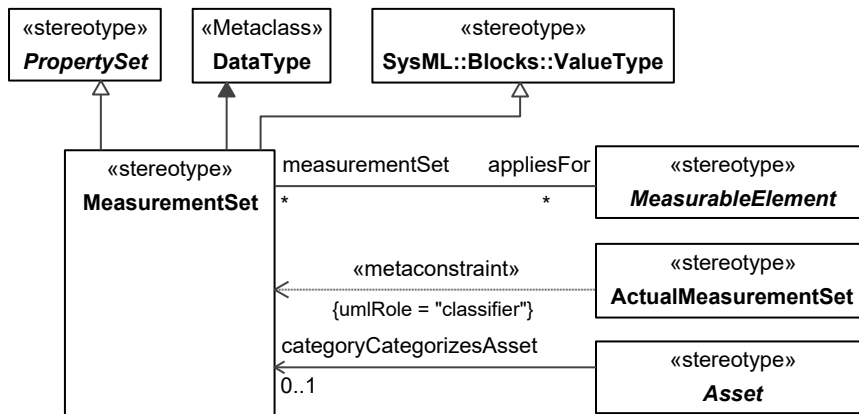 «stereotype»
PropertySet
«Metaclass»
DataType
«stereotype»
SysML::Blocks::ValueType
«stereotype»
MeasurementSet
measurementSet
appliesFor
*
*
«stereotype»
MeasurableElement
«metaconstraint»
{umlRole = "classifier"}
«stereotype»
ActualMeasurementSet
categoryCategorizesAsset
0..1
«stereotype»
Asset